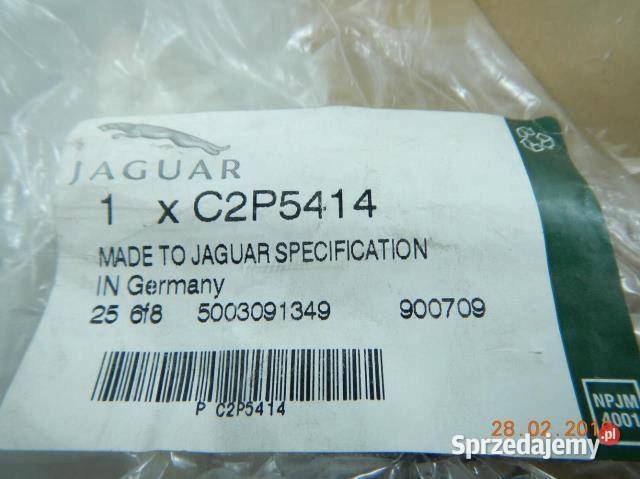 JAGUAR
1 x C2P5414
MADE TO JAGUAR SPECIFICATION
IN Germany
25 6f8 5003091349 900709
P C2P5414
NPJM
4001
28.02.201
Sprzedajemy.pl